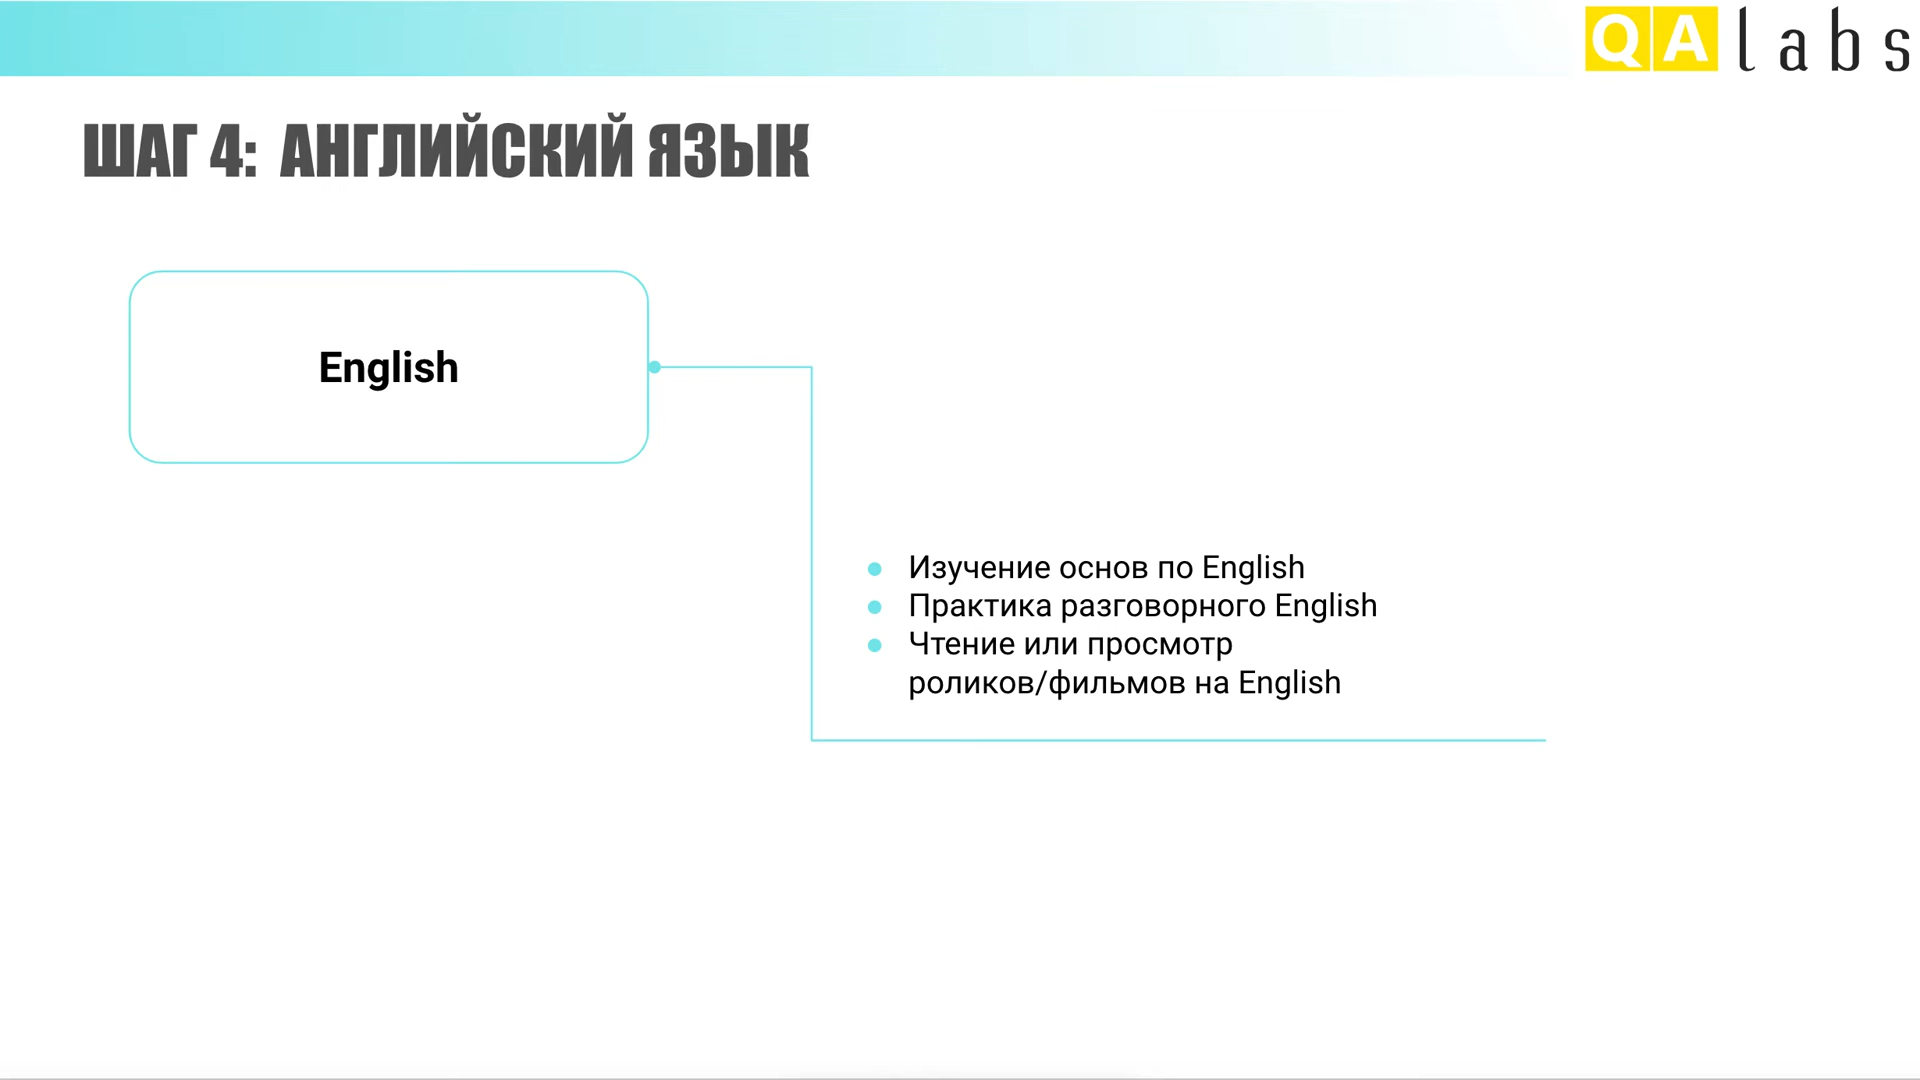 QA labs
ШАГ 4: АНГЛИЙСКИЙ ЯЗЫК
English
Изучение основ по English
Практика разговорного English
Чтение или просмотр
роликов/фильмов на English